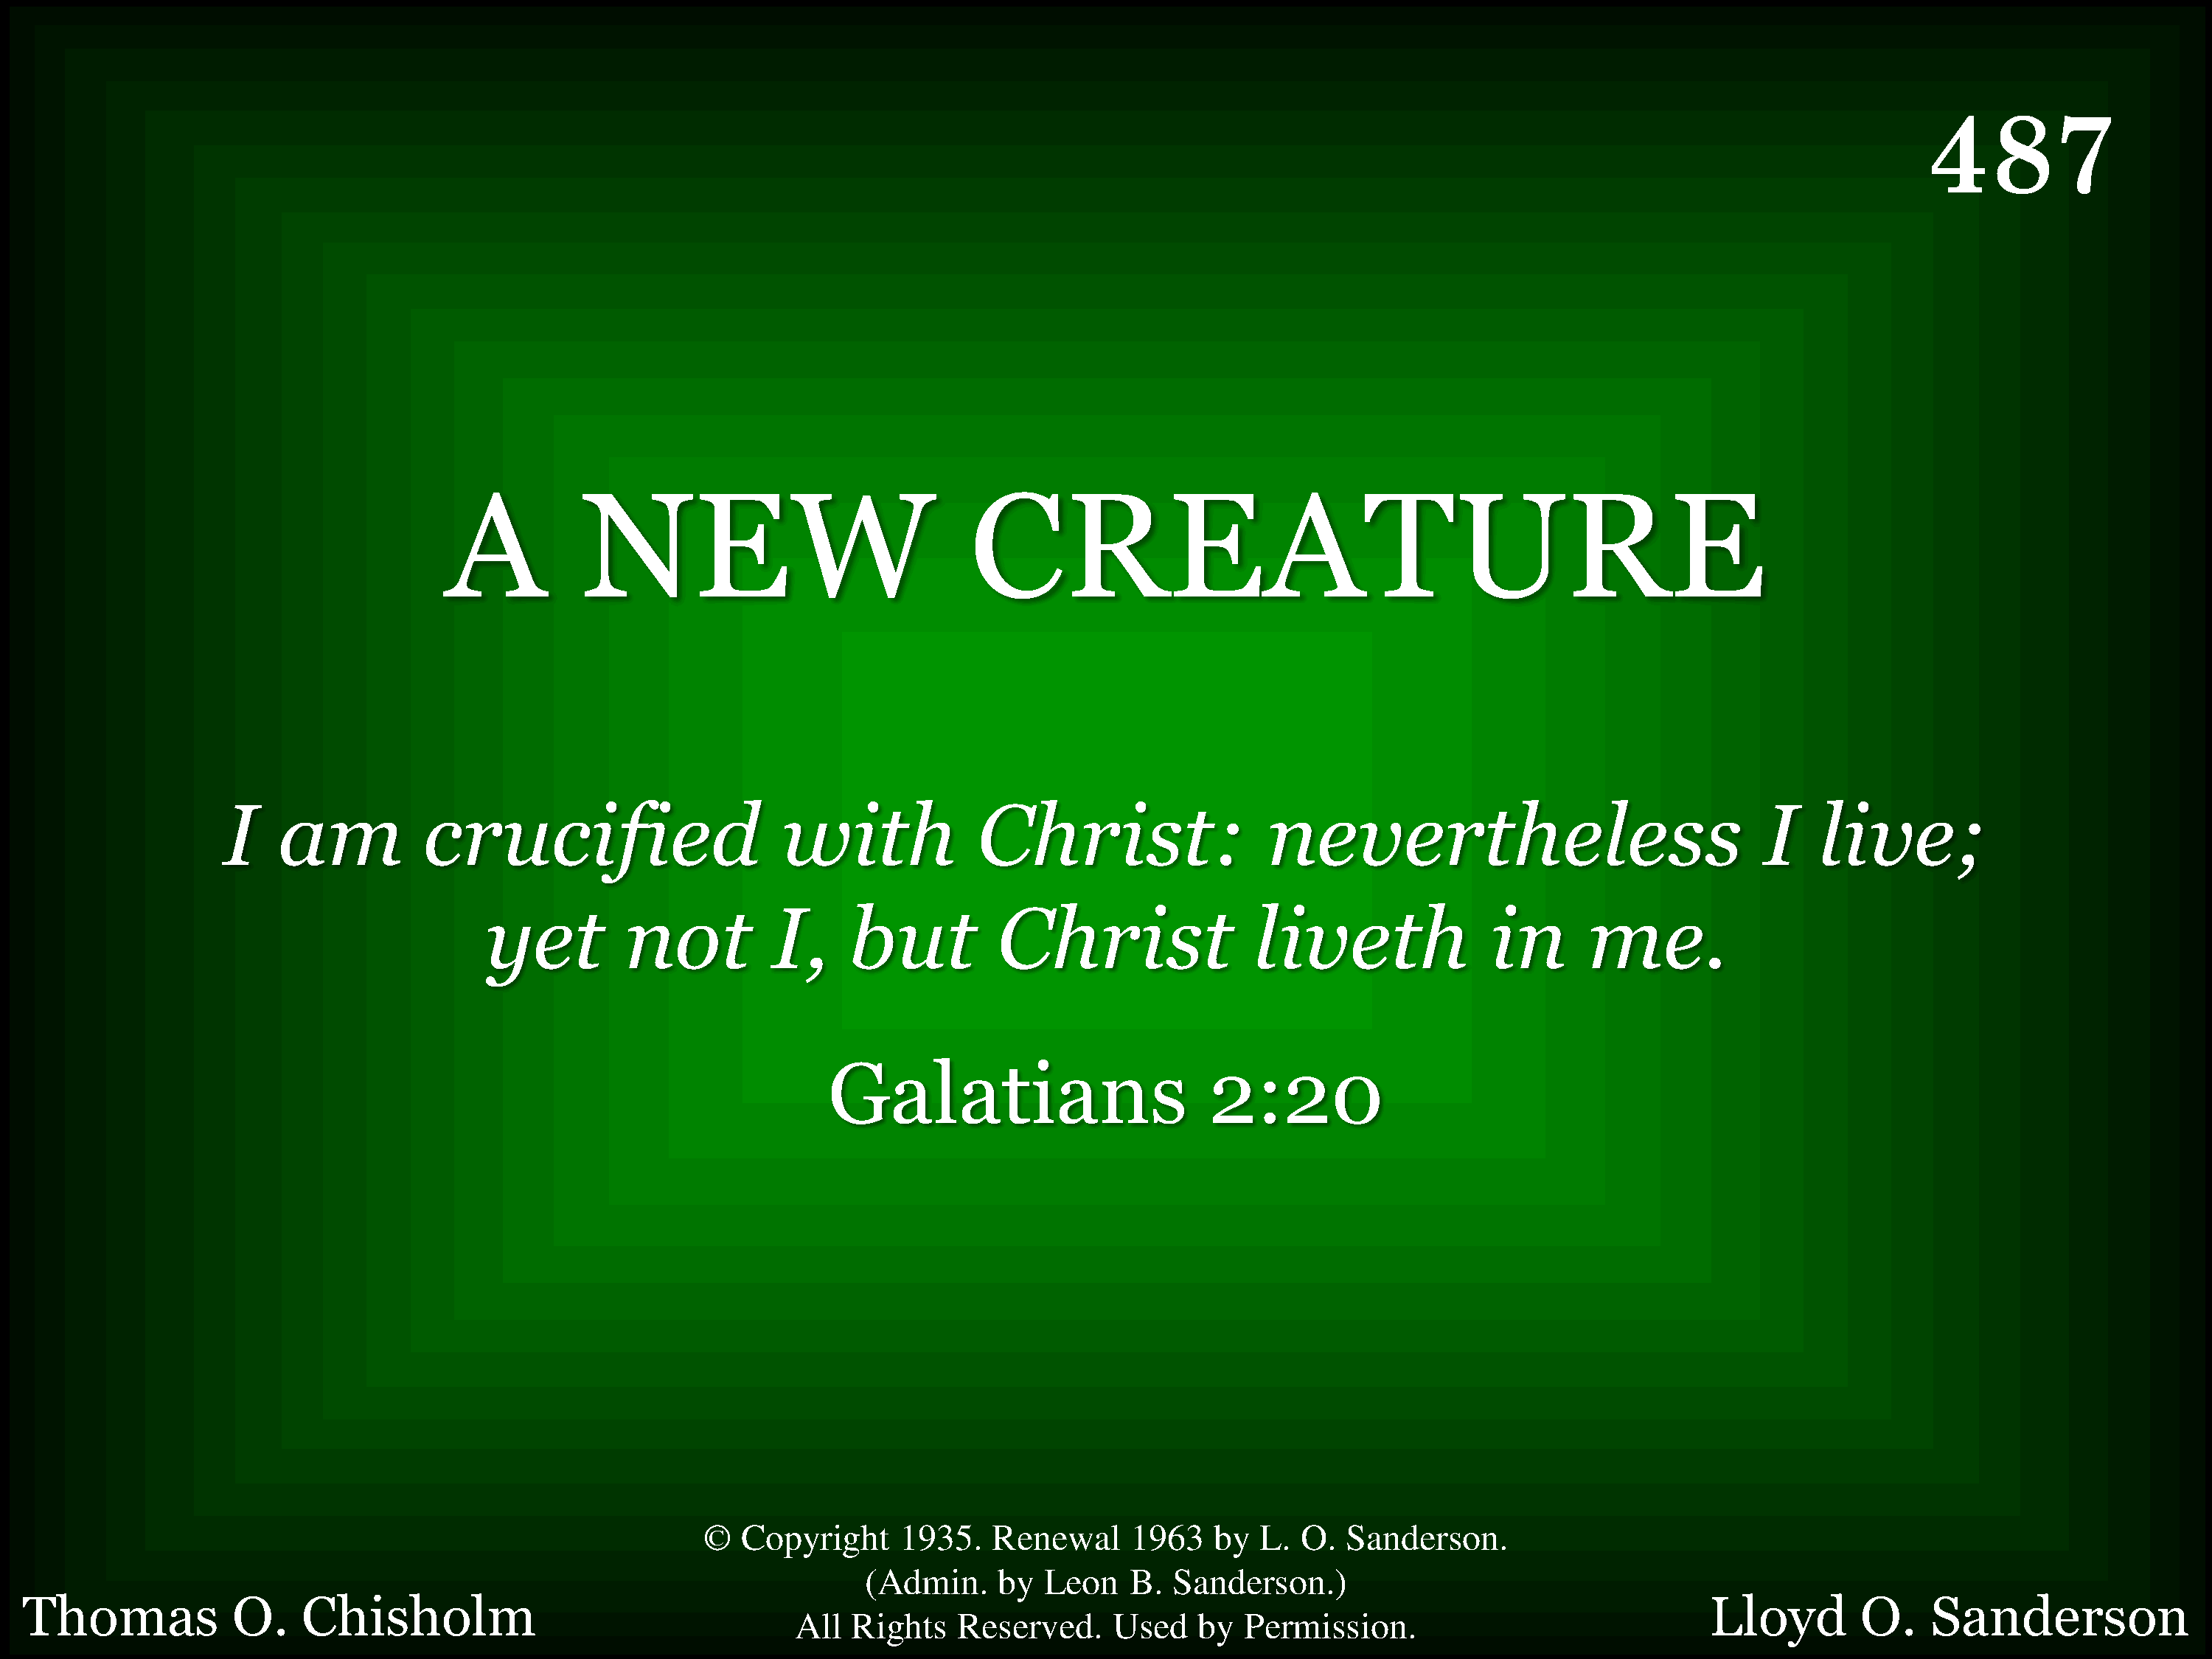 487
A NEW CREATURE
I am crucified with Christ: nevertheless I live;
yet not I, but Christ liveth in me.
Galatians 2:20
© Copyright 1935. Renewal 1963 by L. O. Sanderson.
(Admin. by Leon B. Sanderson.)
All Rights Reserved. Used by Permission.
Thomas O. Chisholm
Lloyd O. Sanderson